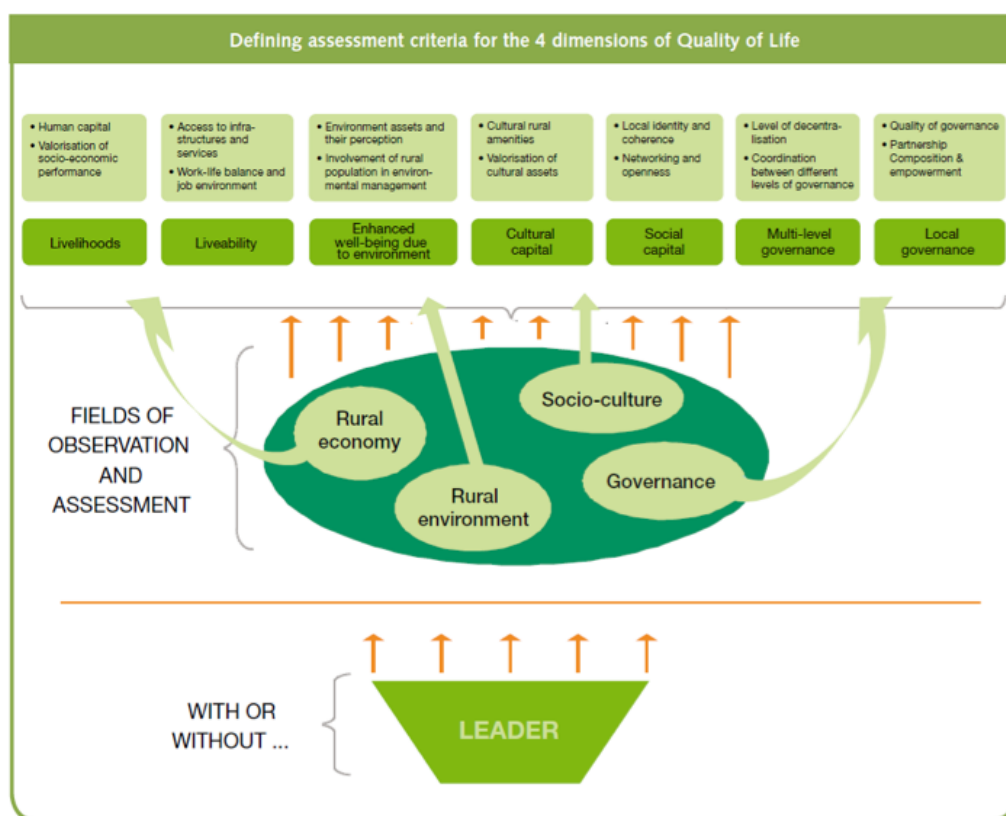 Defining assessment criteria for the 4 dimensions of Quality of Life
• Human capital
• Valorisation of
socio-economic
performance
• Access to infra-
structures and
services
• Work-life balance and
job environment
• Environment assets and
their perception
• Involvement of rural
population in environ-
mental management
• Cultural rural
amenities
• Valorisation of
cultural assets
• Local identity and
coherence
• Networking and
openness
• Level of decentra-
lisation
• Coordination
between different
levels of governance
• Quality of governance
• Partnership
Composition &
empowerment
Livelihoods
Liveability
Enhanced
well-being due
to environment
Cultural
capital
Social
capital
Multi-level
governance
Local
governance
FIELDS OF
OBSERVATION
AND
ASSESSMENT
Rural
economy
Socio-culture
Rural
environment
Governance
WITH OR
WITHOUT ...
LEADER